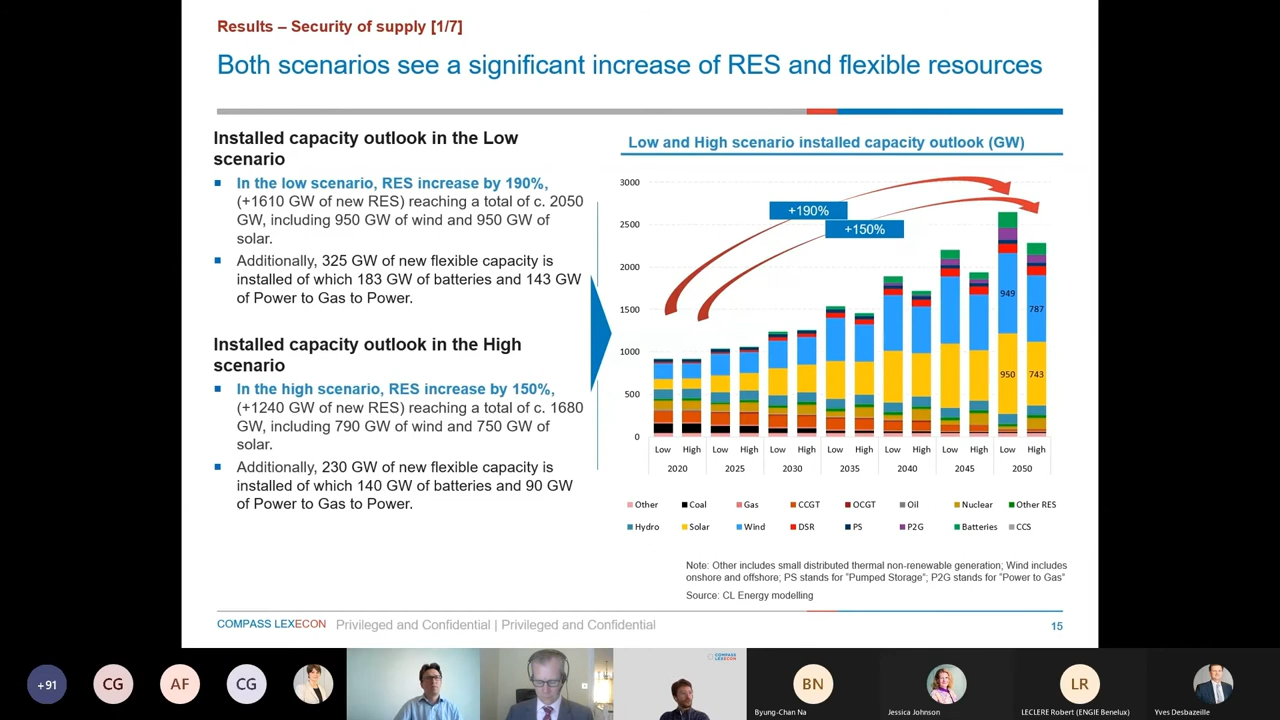 Results – Security of supply [1/7]
Both scenarios see a significant increase of RES and flexible resources
Installed capacity outlook in the Low
scenario
In the low scenario, RES increase by 190%,
(+1610 GW of new RES) reaching a total of c. 2050
GW, including 950 GW of wind and 950 GW of
solar.
Additionally, 325 GW of new flexible capacity is
installed of which 183 GW of batteries and 143 GW
of Power to Gas to Power.
Installed capacity outlook in the High
scenario
In the high scenario, RES increase by 150%,
(+1240 GW of new RES) reaching a total of c. 1680
GW, including 790 GW of wind and 750 GW of
solar.
Additionally, 230 GW of new flexible capacity is
installed of which 140 GW of batteries and 90 GW
of Power to Gas to Power.
Low and High scenario installed capacity outlook (GW)
3000
2500
2000
1500
1000
500
0
+190%
+150%
949
787
950
743
Low High Low High Low High Low High Low High Low High Low High
2020 2025 2030 2035 2040 2045 2050
Other Coal Gas CCGT OCGT Oil Nuclear Other RES
Hydro Solar Wind DSR PS P2G Batteries CCS
Note: Other includes small distributed thermal non-renewable generation; Wind includes
onshore and offshore; PS stands for "Pumped Storage"; P2G stands for "Power to Gas"
Source: CL Energy modelling
COMPASS LEXECON Privileged and Confidential | Privileged and Confidential
15
+91 CG AF CG
COMPASS
LEXECON
BN
LR
Byung-Chan Na
Jessica Johnson
LECLERE Robert (ENGIE Benelux)
Yves Desbazeille